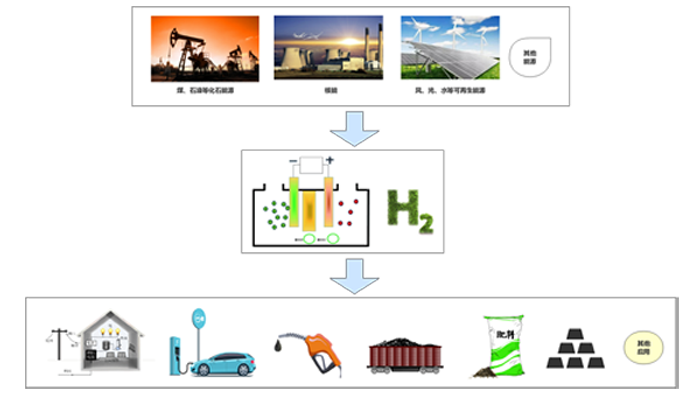 煤、石油等化石能源
核能
风、光、水等可再生能源
其他
能源
− +
H₂
肥料
其他
应用